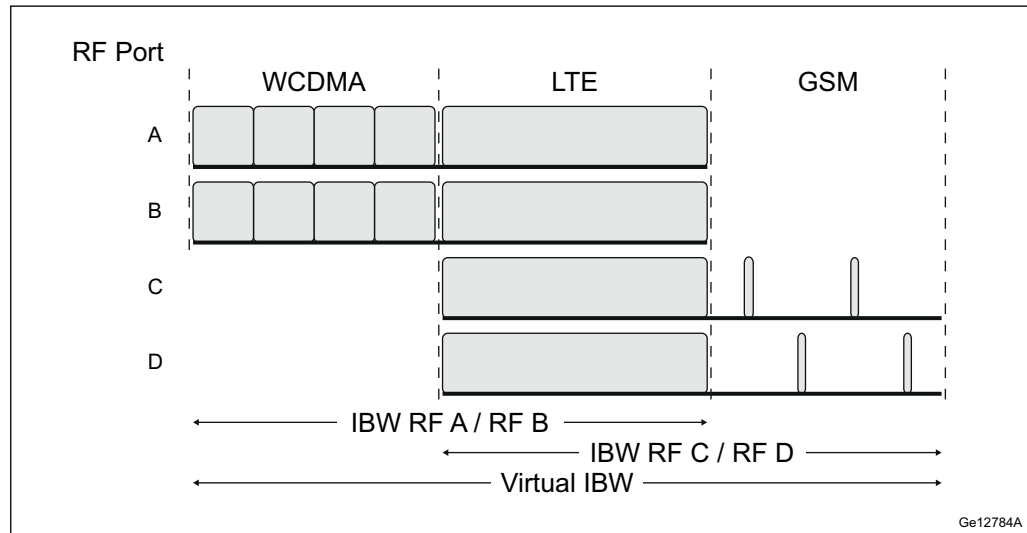 RF Port
WCDMA LTE GSM
A
B
C
D
IBW RF A / RF B
IBW RF C / RF D
Virtual IBW
Ge12784A